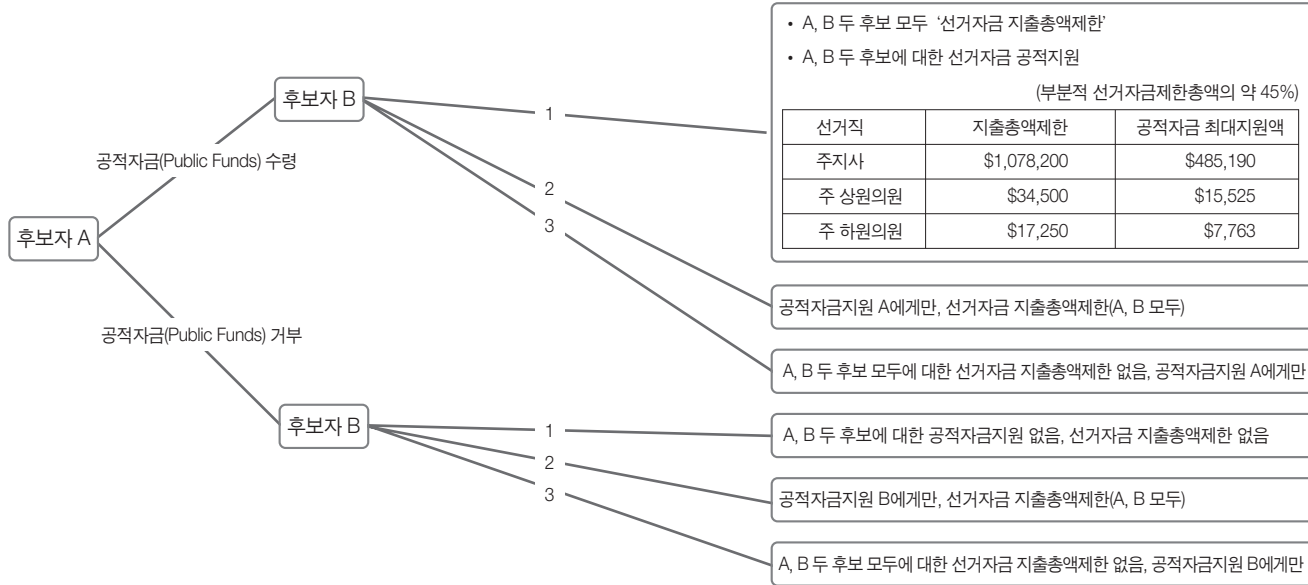 • A, B 두 후보 모두 '선거자금 지출총액제한'
• A, B 두 후보에 대한 선거자금 공적지원
(부분적 선거자금제한총액의 약 45%)
선거직 지출총액제한 공적자금 최대지원액
주지사 $1,078,200 $485,190
주 상원의원 $34,500 $15,525
주 하원의원 $17,250 $7,763
후보자 B
1
공적자금(Public Funds) 수령
2
3
후보자 A
공적자금지원 A에게만, 선거자금 지출총액제한(A, B 모두)
공적자금(Public Funds) 거부
A, B 두 후보 모두에 대한 선거자금 지출총액제한 없음, 공적자금지원 A에게만
후보자 B
1
A, B 두 후보에 대한 공적자금지원 없음, 선거자금 지출총액제한 없음
2
3
공적자금지원 B에게만, 선거자금 지출총액제한(A, B 모두)
A, B 두 후보 모두에 대한 선거자금 지출총액제한 없음, 공적자금지원 B에게만